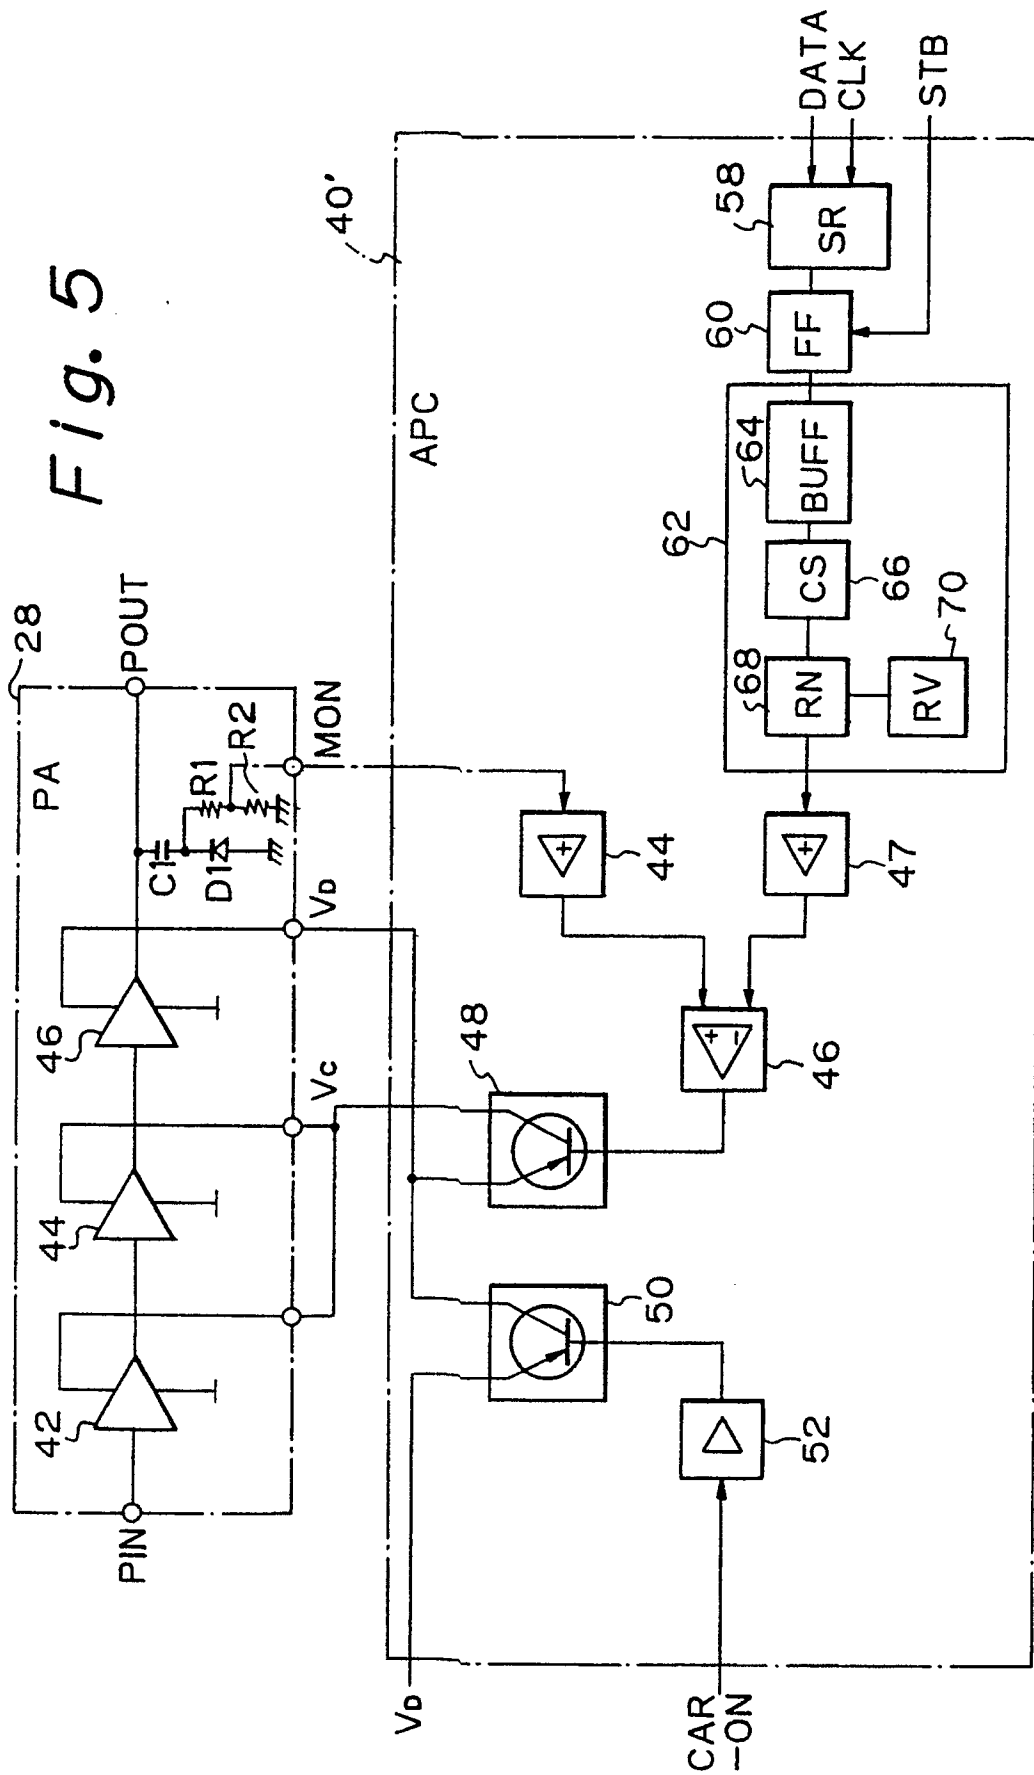 Fig. 5
28
PA
PIN
42
44
46
POUT
C1
D1
R1
R2
MON
VD
VC
40'
APC
VD
48
50
44
+
47
+
46
+
−
52
CAR
-ON
62
68
RN
66
CS
64
BUFF
70
RV
60
FF
58
SR
DATA
CLK
STB